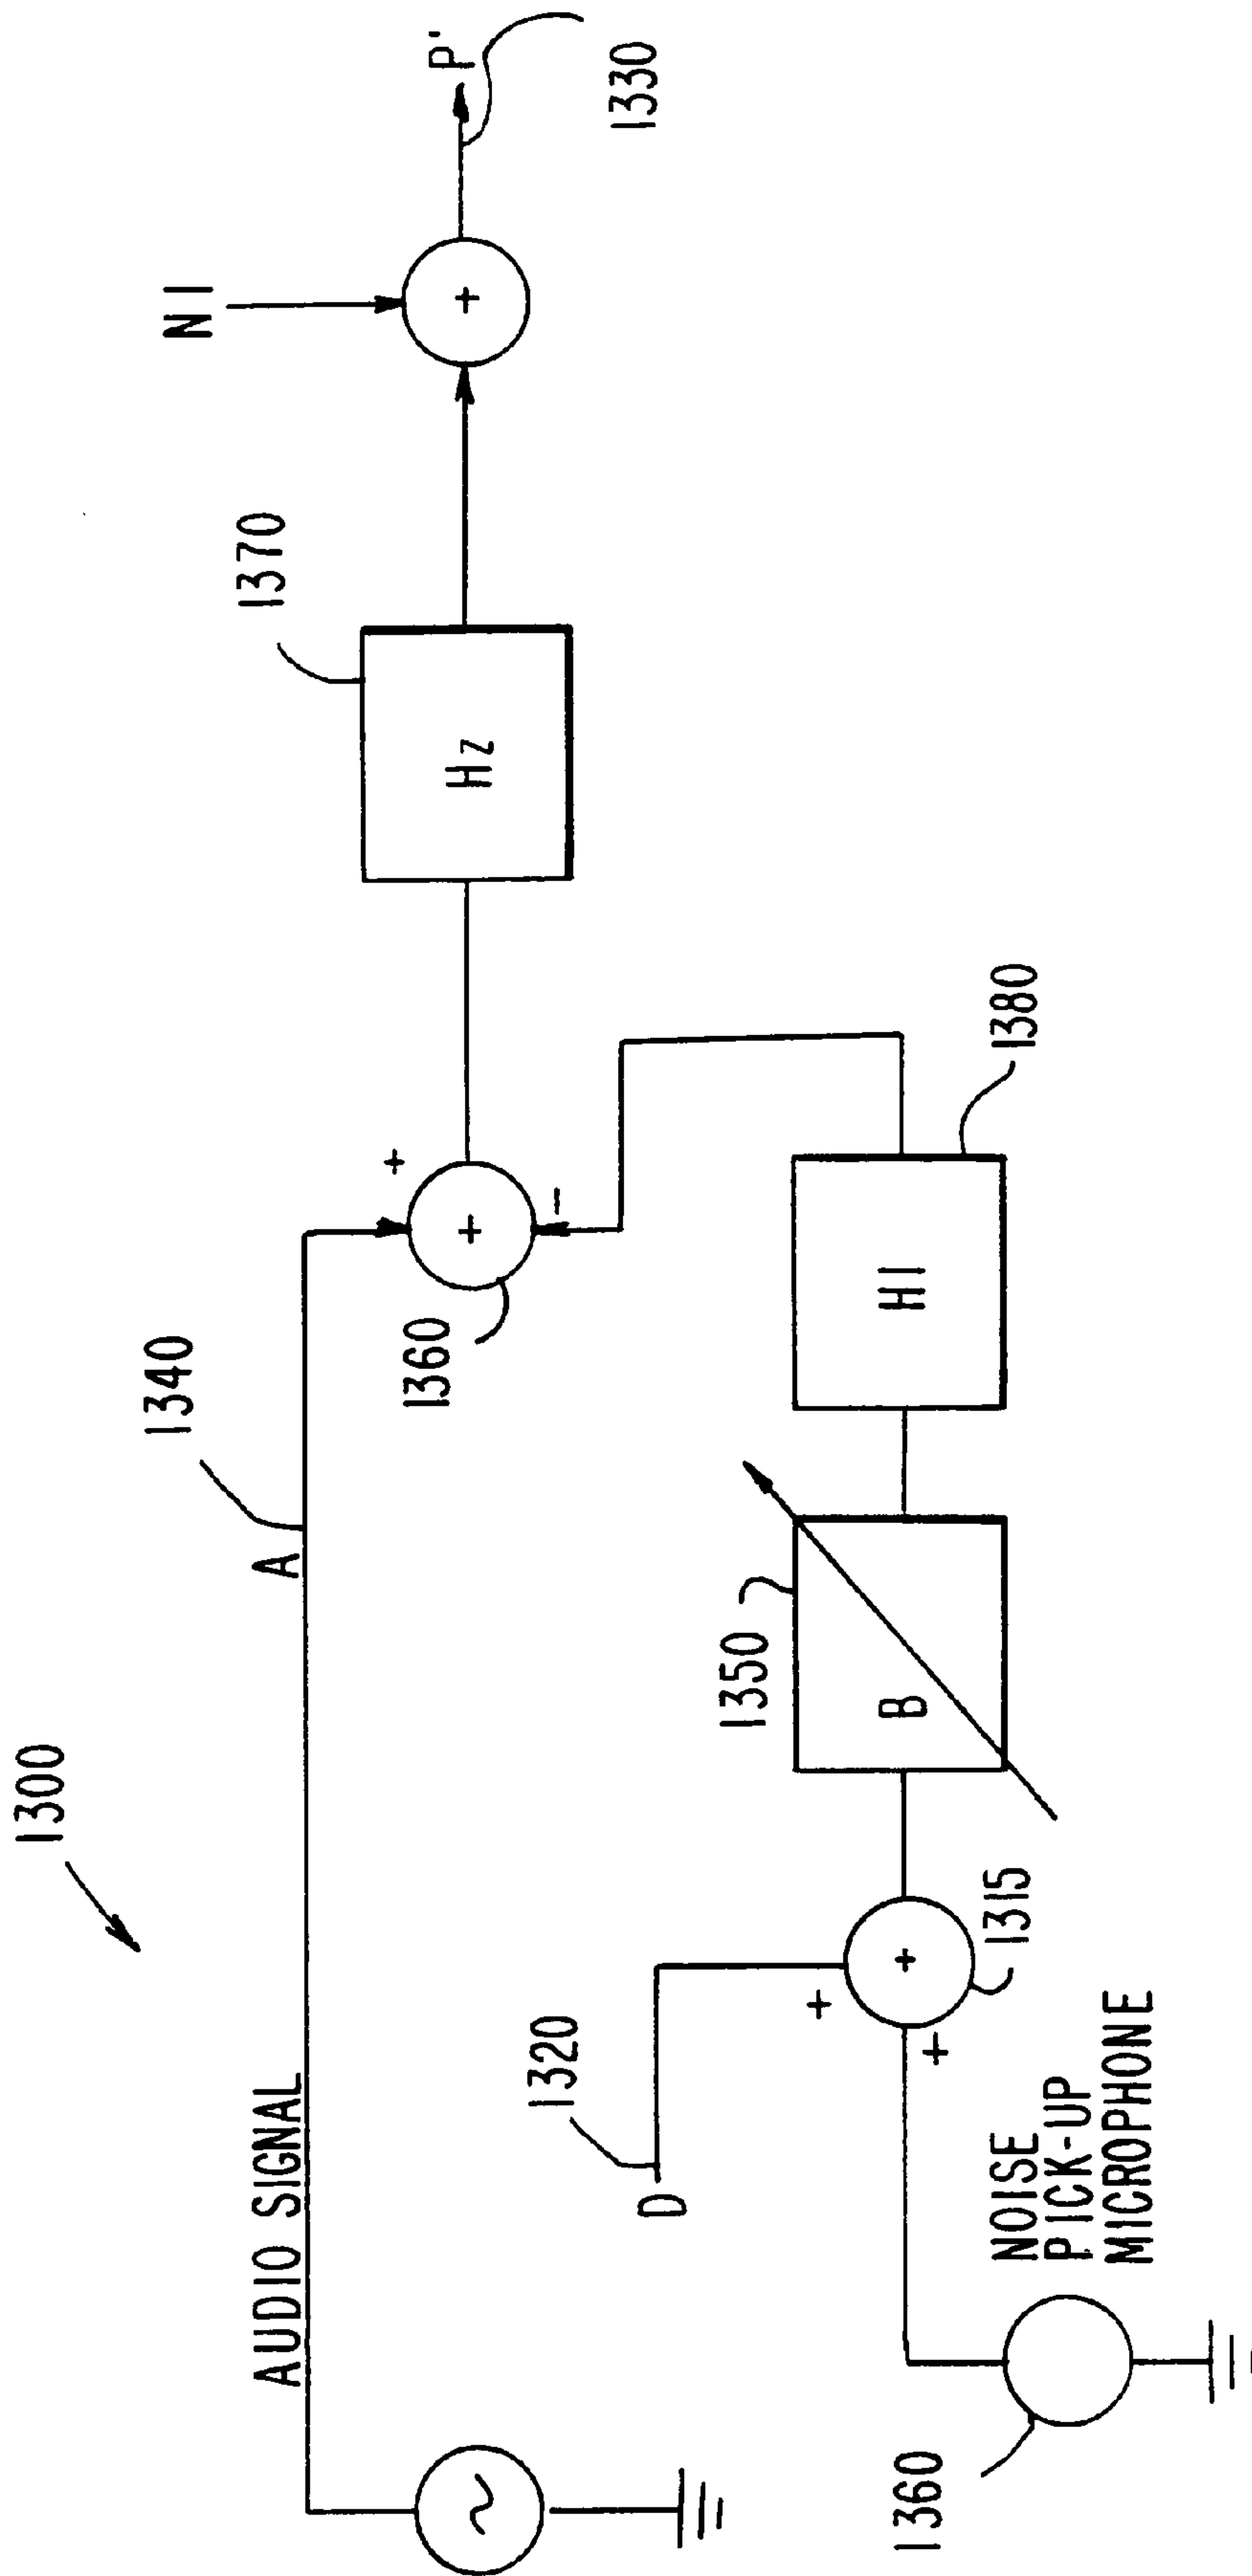 1300
AUDIO SIGNAL
A
1340
+
+
-
1360
Hz
1370
N1
+
P'
1330
D
1320
+
+
+
1315
B
1350
H1
1380
1360
NOISE
PICK-UP
MICROPHONE